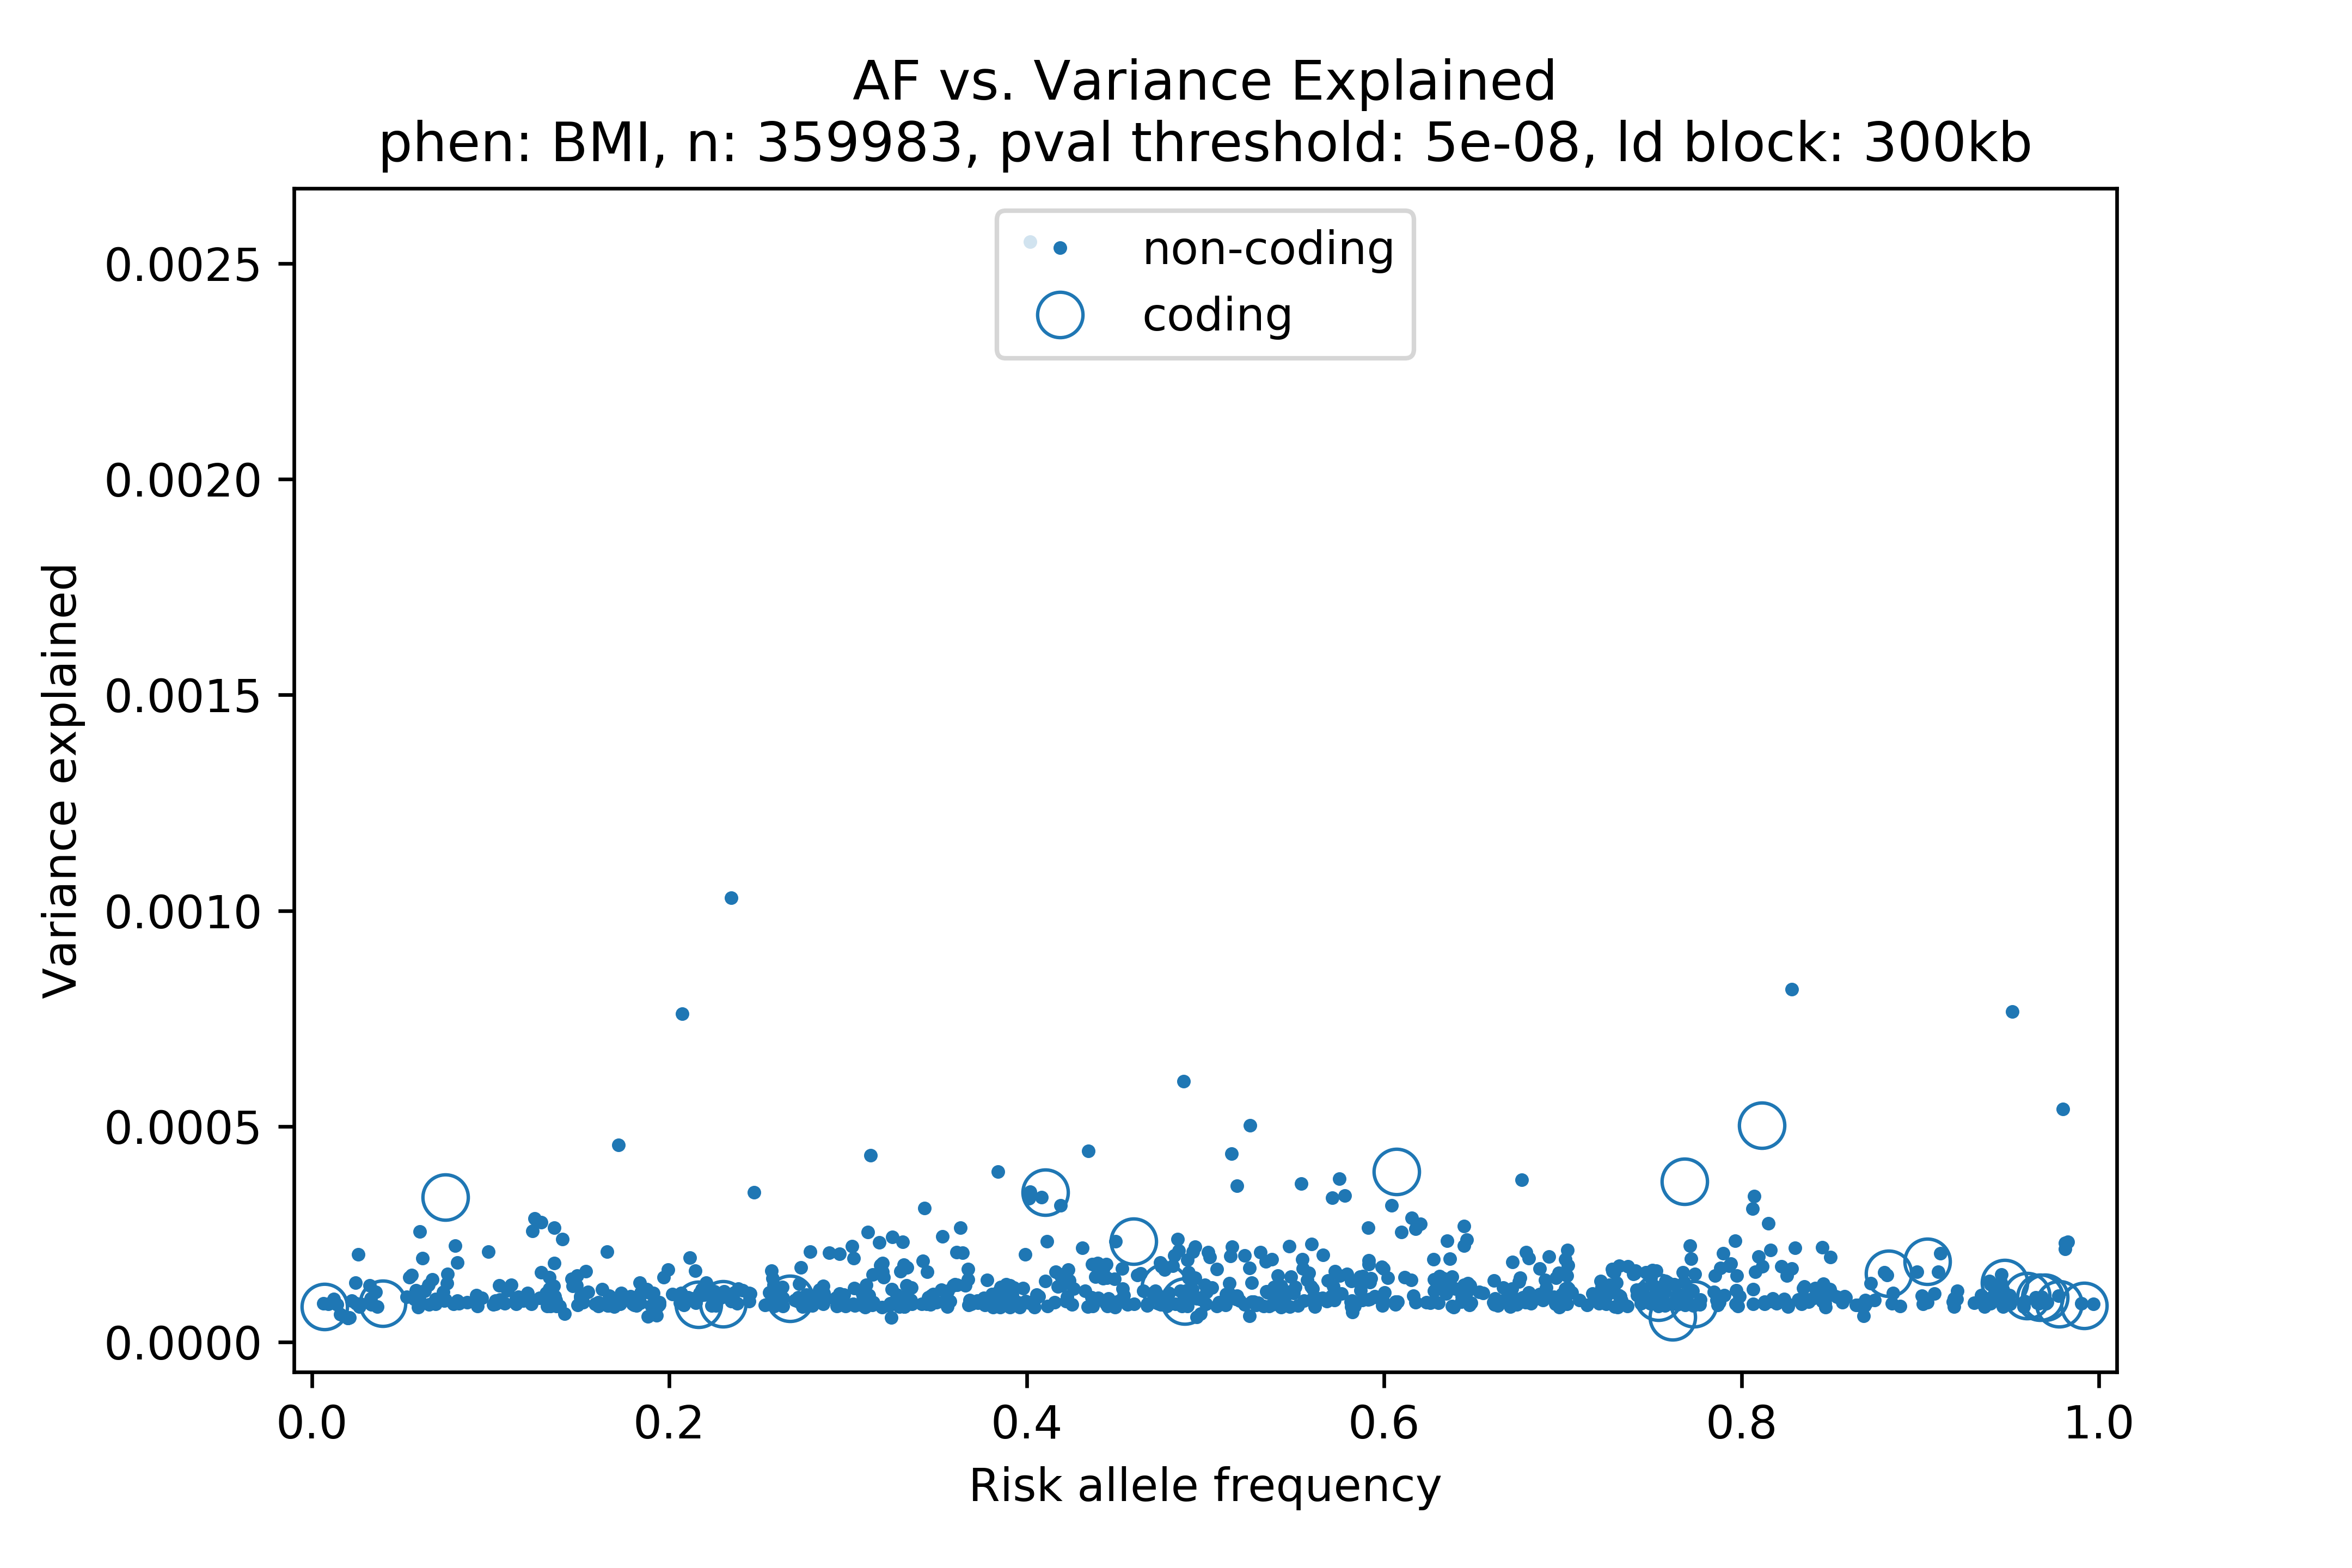 AF vs. Variance Explained
phen: BMI, n: 359983, pval threshold: 5e-08, ld block: 300kb
non-coding
coding
0.0025
0.0020
0.0015
0.0010
0.0005
0.0000
Variance explained
0.0 0.2 0.4 0.6 0.8 1.0
Risk allele frequency